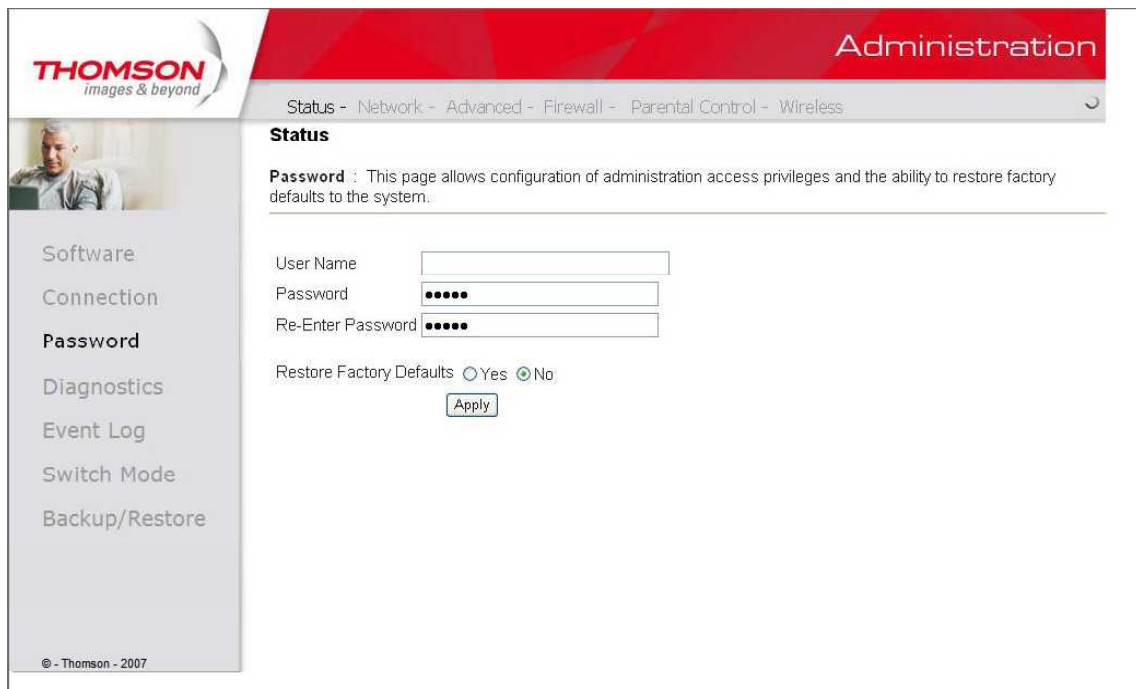 THOMSON
images & beyond
Administration
Status - Network - Advanced - Firewall - Parental Control - Wireless
Status
Password : This page allows configuration of administration access privileges and the ability to restore factory
defaults to the system.
Software
Connection
Password
Diagnostics
Event Log
Switch Mode
Backup/Restore
User Name
Password •••••
Re-Enter Password •••••
Restore Factory Defaults Yes No
Apply
© - Thomson - 2007